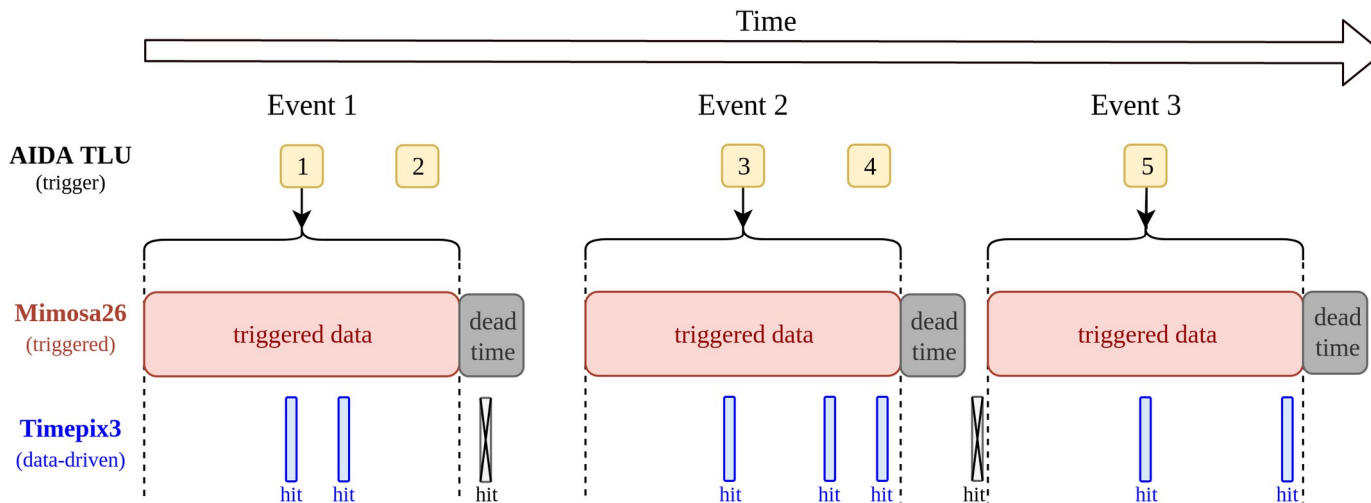 Time
Event 1 Event 2 Event 3
AIDA TLU
(trigger)
1 2 3 4 5
Mimosa26
(triggered)
triggered data
dead
time
triggered data
dead
time
triggered data
dead
time
Timepix3
(data-driven)
hit hit hit hit hit hit hit hit hit